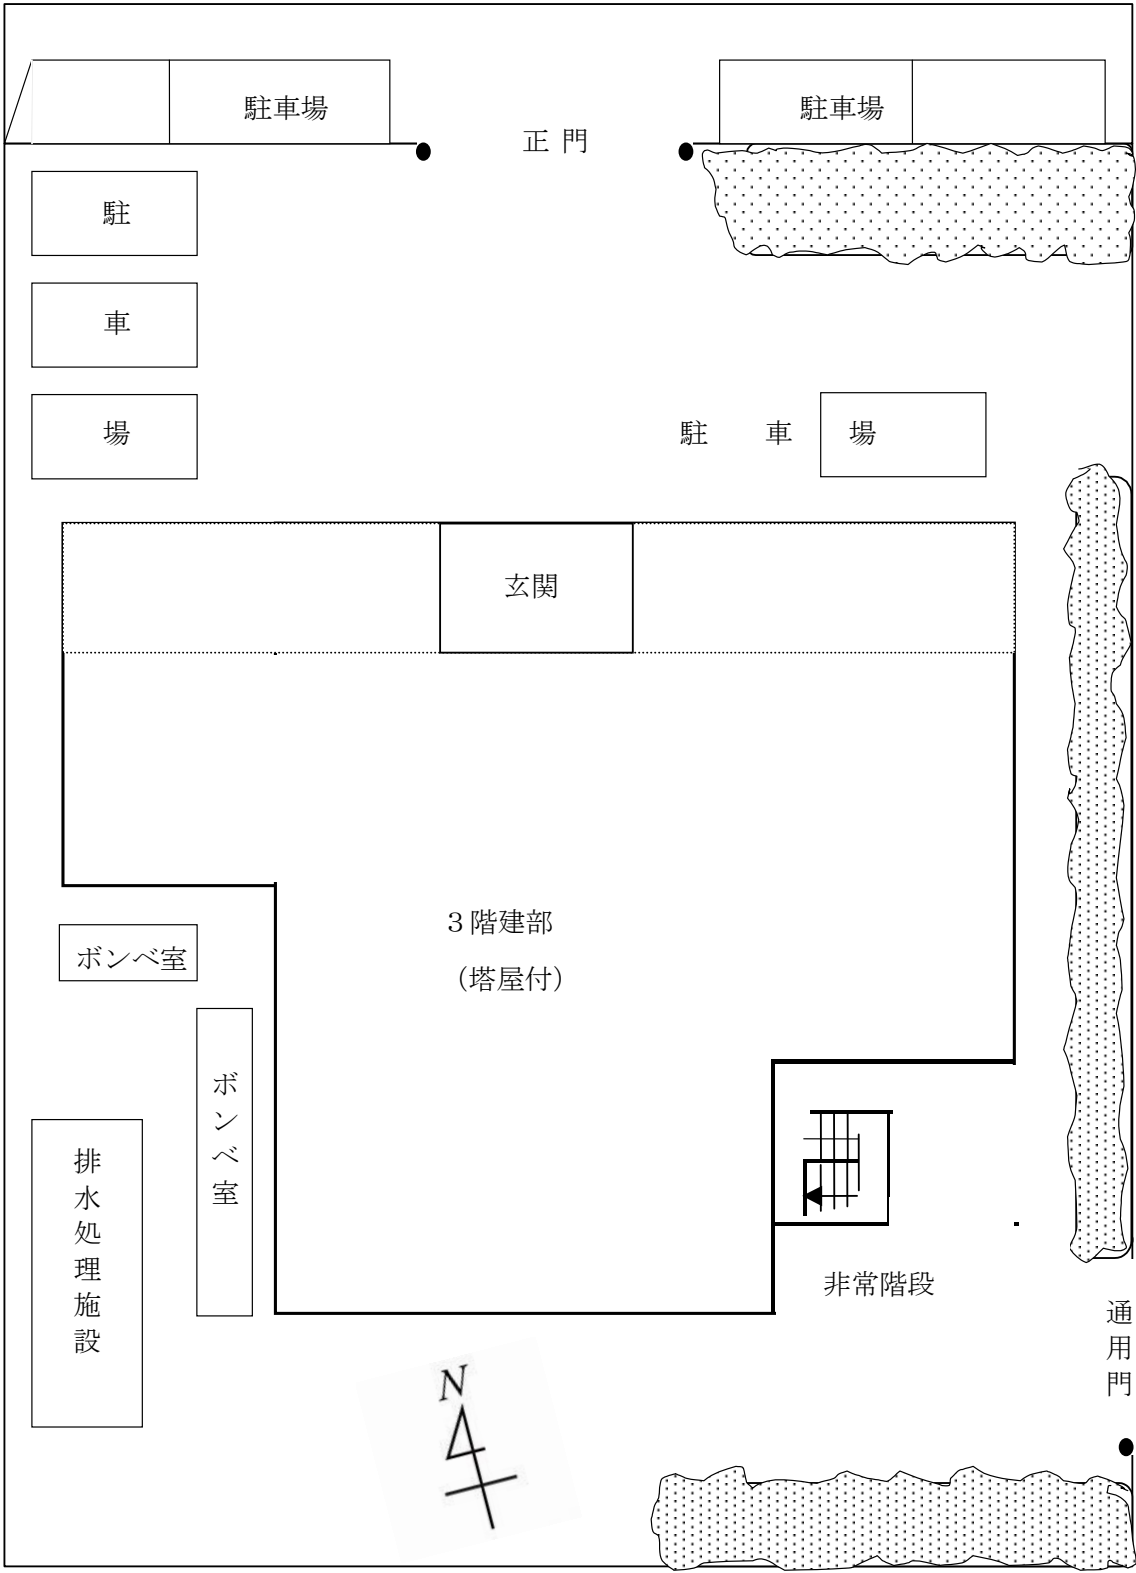 駐車場
駐車場
正 門
駐
車
場
駐 車 場
玄関
３階建部
（塔屋付）
ボンベ室
ボンベ室
排水処理施設
非常階段
通用門
N